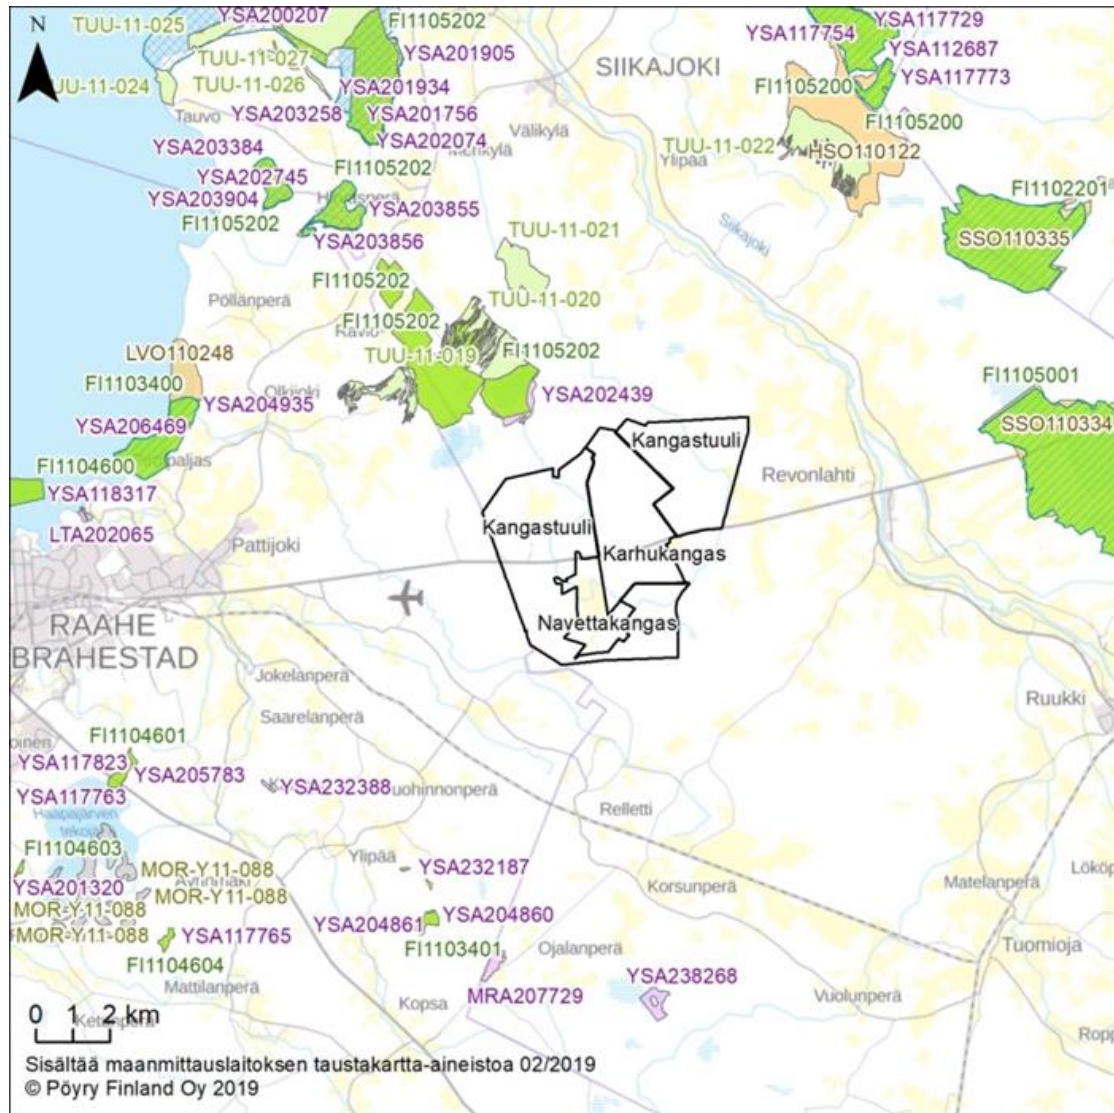 N
TUU-11-025
YSA200207
FI1105202
YSA201905
TUU-11-027
TUU-11-026
Tauvo
YSA203258
YSA201934
YSA201756
YSA202074
SIIKAJOKI
Välikylä
YSA117754
YSA117729
YSA112687
YSA117773
FI1105200
FI1105200
TUU-11-022
HSO110122
Ylipää
Siikajoki
FI1102201
SSO110335
YSA203384
YSA202745
YSA203904
FI1105202
FI1105202
YSA203855
YSA203856
TUU-11-021
TUU-11-020
Pöllänperä
FI1105202
FI1105202
TUU-11-019
FI1105202
YSA202439
LVO110248
FI1103400
Olkijoki
YSA204935
YSA206469
FI1104600
YSA118317
LTA202065
Pattijoki
FI1105001
SSO110334
Kangastuuli
Revonlahti
Kangastuuli
Karhukangas
Navettakangas
RAAHE
BRAHESTAD
Jokelanperä
Saarelanperä
Ruukki
FI1104601
YSA117823
YSA205783
YSA117763
Haapajärven
tekoja
YSA232388
uohinnonperä
Relletti
FI1104603
MOR-Y11-088
YSA201320
MOR-Y11-088
MOR-Y11-088
MOR-Y11-088
YSA117765
FI1104604
Mattilanperä
Ylipää
YSA232187
YSA204861
YSA204860
FI1103401
Korsunperä
Matelanperä
Ojalanperä
Tuomioja
Kopsa
MRA207729
YSA238268
Vuolunperä
0 1 2 km
Sisältää maanmittauslaitoksen taustakartta-aineistoa 02/2019
© Pöyry Finland Oy 2019